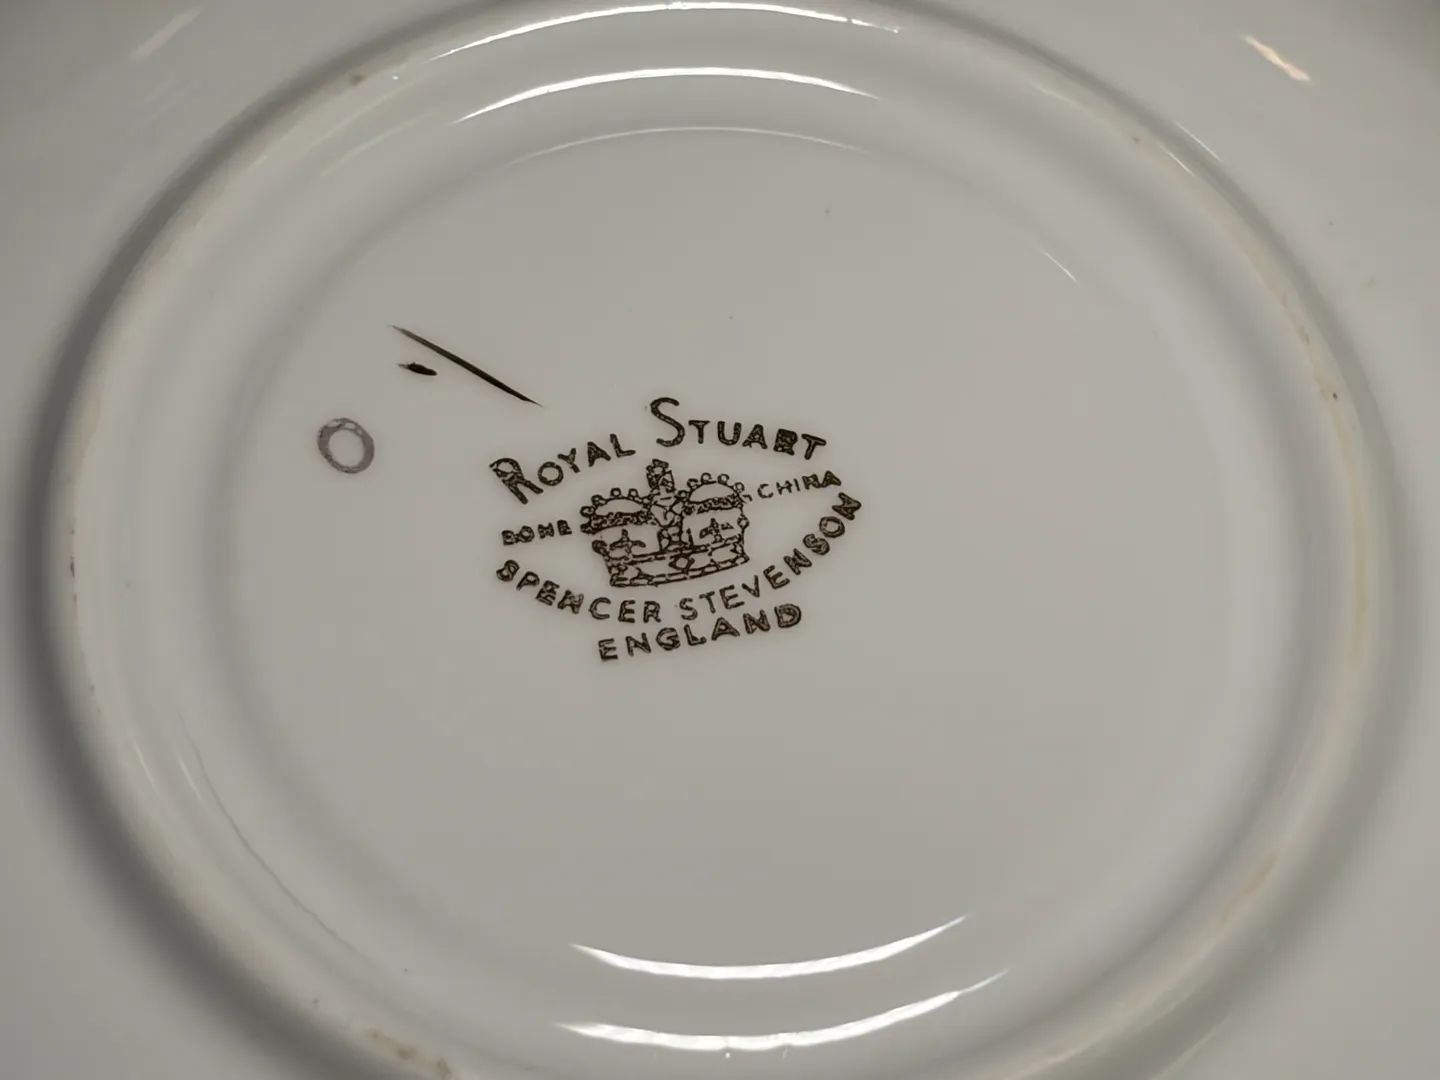 ROYAL STUART
BONE CHINA
SPENCER STEVENSON
ENGLAND